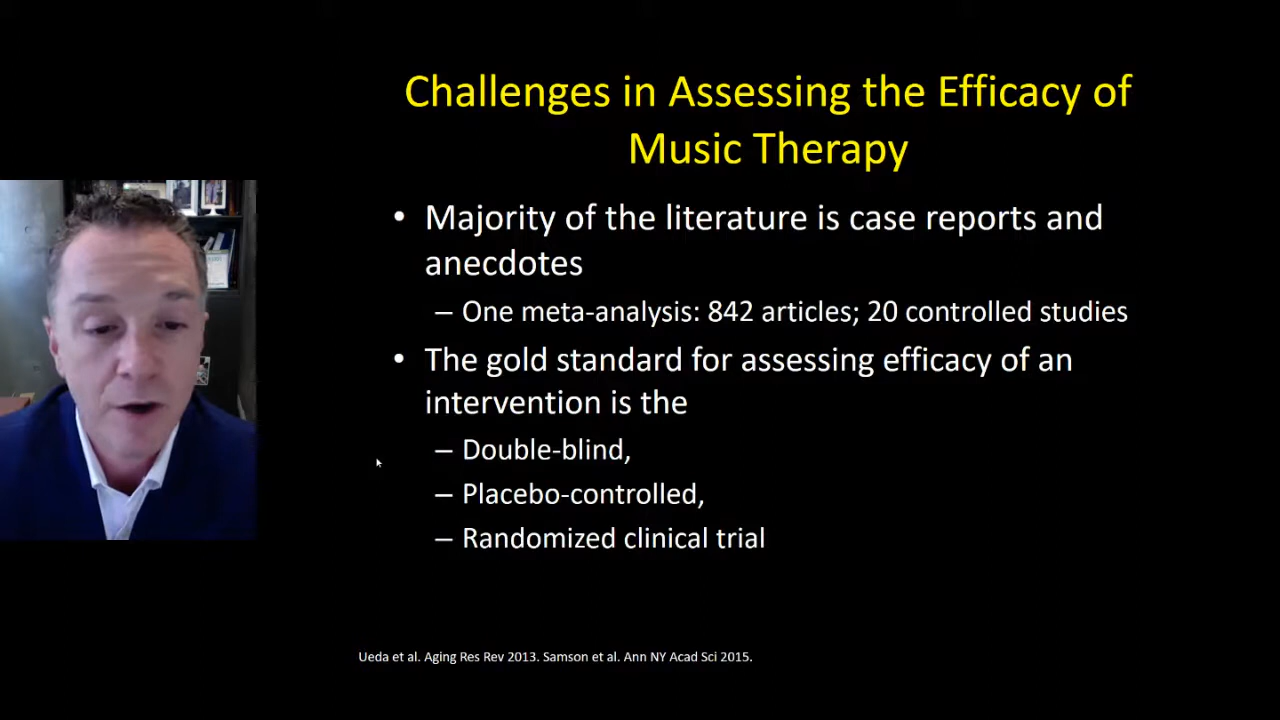 Challenges in Assessing the Efficacy of
Music Therapy
• Majority of the literature is case reports and
anecdotes
– One meta-analysis: 842 articles; 20 controlled studies
• The gold standard for assessing efficacy of an
intervention is the
– Double-blind,
– Placebo-controlled,
– Randomized clinical trial
Ueda et al. Aging Res Rev 2013. Samson et al. Ann NY Acad Sci 2015.